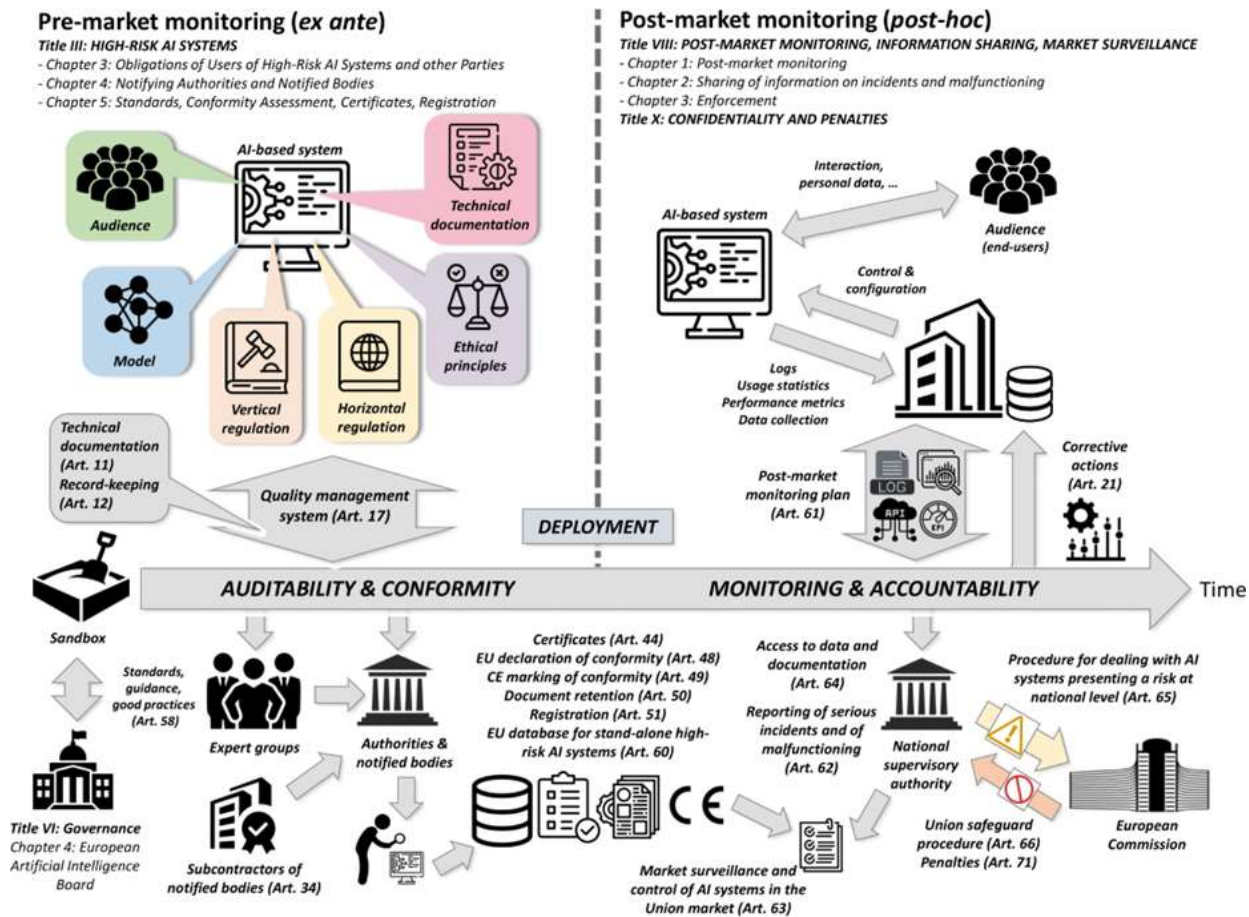 Pre-market monitoring (ex ante)
Title III: HIGH-RISK AI SYSTEMS
- Chapter 3: Obligations of Users of High-Risk AI Systems and other Parties
- Chapter 4: Notifying Authorities and Notified Bodies
- Chapter 5: Standards, Conformity Assessment, Certificates, Registration
AI-based system
Audience
Technical
documentation
Model
Vertical
regulation
Horizontal
regulation
Ethical
principles
Technical
documentation
(Art. 11)
Record-keeping
(Art. 12)
Quality management
system (Art. 17)
Post-market monitoring (post-hoc)
Title VIII: POST-MARKET MONITORING, INFORMATION SHARING, MARKET SURVEILLANCE
- Chapter 1: Post-market monitoring
- Chapter 2: Sharing of information on incidents and malfunctioning
- Chapter 3: Enforcement
Title X: CONFIDENTIALITY AND PENALTIES
Interaction,
personal data, ...
AI-based system
Audience
(end-users)
Control &
configuration
Logs
Usage statistics
Performance metrics
Data collection
Post-market
monitoring plan
(Art. 61)
LOG
API
KPI
Corrective
actions
(Art. 21)
DEPLOYMENT
AUDITABILITY & CONFORMITY
MONITORING & ACCOUNTABILITY
Time
Sandbox
Standards,
guidance,
good practices
(Art. 58)
Title VI: Governance
Chapter 4: European
Artificial Intelligence
Board
Expert groups
Subcontractors of
notified bodies (Art. 34)
Authorities &
notified bodies
Certificates (Art. 44)
EU declaration of conformity (Art. 48)
CE marking of conformity (Art. 49)
Document retention (Art. 50)
Registration (Art. 51)
EU database for stand-alone high-
risk AI systems (Art. 60)
CE
Access to data and
documentation
(Art. 64)
Reporting of serious
incidents and of
malfunctioning
(Art. 62)
National
supervisory
authority
Procedure for dealing with AI
systems presenting a risk at
national level (Art. 65)
Union safeguard
procedure (Art. 66)
Penalties (Art. 71)
European
Commission
Market surveillance and
control of AI systems in the
Union market (Art. 63)